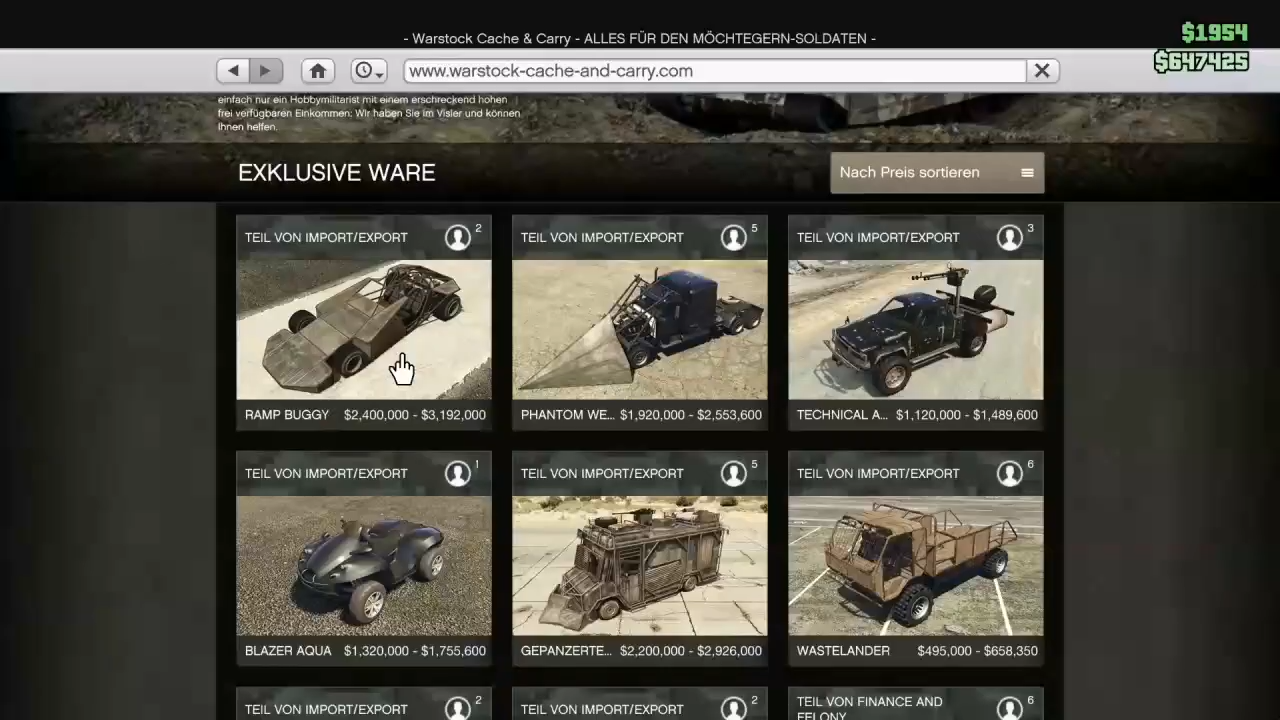 - Warstock Cache & Carry - ALLES FÜR DEN MÖCHTEGERN-SOLDATEN -
$1954
$647425
www.warstock-cache-and-carry.com
einfach nur ein Hobbymilitarist mit einem erschreckend hohen
frei verfügbaren Einkommen: Wir haben Sie im Visier und können
Ihnen helfen.
EXKLUSIVE WARE
Nach Preis sortieren
TEIL VON IMPORT/EXPORT 2
TEIL VON IMPORT/EXPORT 5
TEIL VON IMPORT/EXPORT 3
RAMP BUGGY $2,400,000 - $3,192,000
PHANTOM WE... $1,920,000 - $2,553,600
TECHNICAL A... $1,120,000 - $1,489,600
TEIL VON IMPORT/EXPORT 1
TEIL VON IMPORT/EXPORT 5
TEIL VON IMPORT/EXPORT 6
BLAZER AQUA $1,320,000 - $1,755,600
GEPANZERTE... $2,200,000 - $2,926,000
WASTELANDER $495,000 - $658,350
TEIL VON IMPORT/EXPORT 2
TEIL VON IMPORT/EXPORT 2
TEIL VON FINANCE AND 6
FELONY